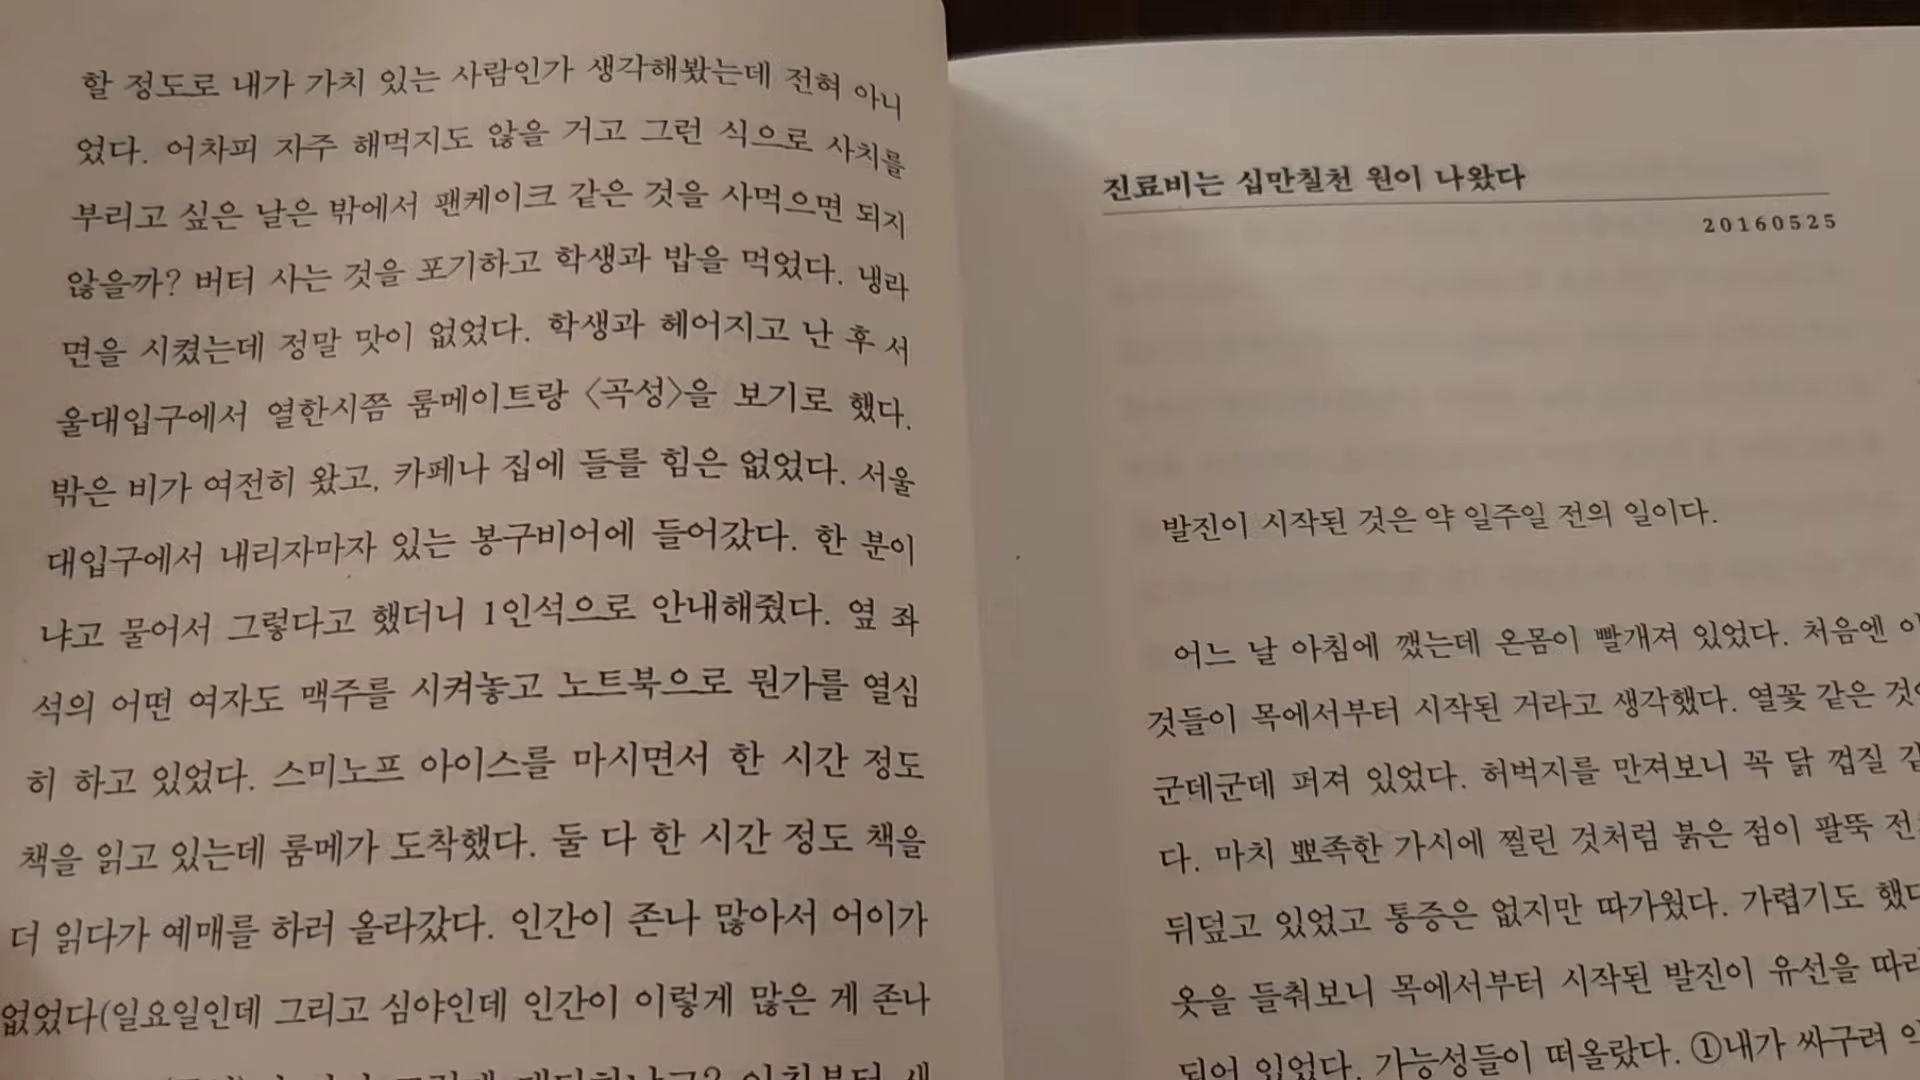 할 정도로 내가 가치 있는 사람인가 생각해봤는데 전혀 아니
었다. 어차피 자주 해먹지도 않을 거고 그런 식으로 사치를
부리고 싶은 날은 밖에서 팬케이크 같은 것을 사먹으면 되지
않을까? 버터 사는 것을 포기하고 학생과 밥을 먹었다. 냉라
면을 시켰는데 정말 맛이 없었다. 학생과 헤어지고 난 후 서
울대입구에서 열한시쯤 룸메이트랑 〈곡성〉을 보기로 했다.
밖은 비가 여전히 왔고, 카페나 집에 들를 힘은 없었다. 서울
대입구에서 내리자마자 있는 봉구비어에 들어갔다. 한 분이
냐고 물어서 그렇다고 했더니 1인석으로 안내해줬다. 옆 좌
석의 어떤 여자도 맥주를 시켜놓고 노트북으로 뭔가를 열심
히 하고 있었다. 스미노프 아이스를 마시면서 한 시간 정도
책을 읽고 있는데 룸메가 도착했다. 둘 다 한 시간 정도 책을
더 읽다가 예매를 하러 올라갔다. 인간이 존나 많아서 어이가
없었다(일요일인데 그리고 심야인데 인간이 이렇게 많은 게 존나
진료비는 십만칠천 원이 나왔다
20160525
발진이 시작된 것은 약 일주일 전의 일이다.
어느 날 아침에 깼는데 온몸이 빨개져 있었다. 처음엔
것들이 목에서부터 시작된 거라고 생각했다. 열꽃 같은
군데군데 퍼져 있었다. 허벅지를 만져보니 꼭 닭 껍질
다. 마치 뾰족한 가시에 찔린 것처럼 붉은 점이 팔뚝
뒤덮고 있었고 통증은 없지만 따가웠다. 가렵기도
옷을 들춰보니 목에서부터 시작된 발진이 유선을
되어 있었다. 가능성들이 떠올랐다. ①내가 싸구려